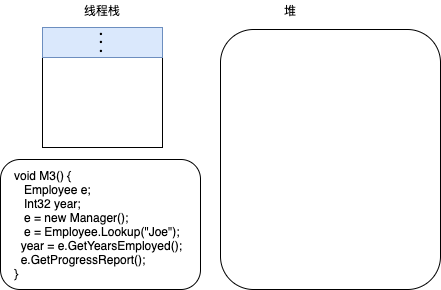 线程栈
堆
void M3() {
Employee e;
Int32 year;
e = new Manager();
e = Employee.Lookup("Joe");
year = e.GetYearsEmployed();
e.GetProgressReport();
}